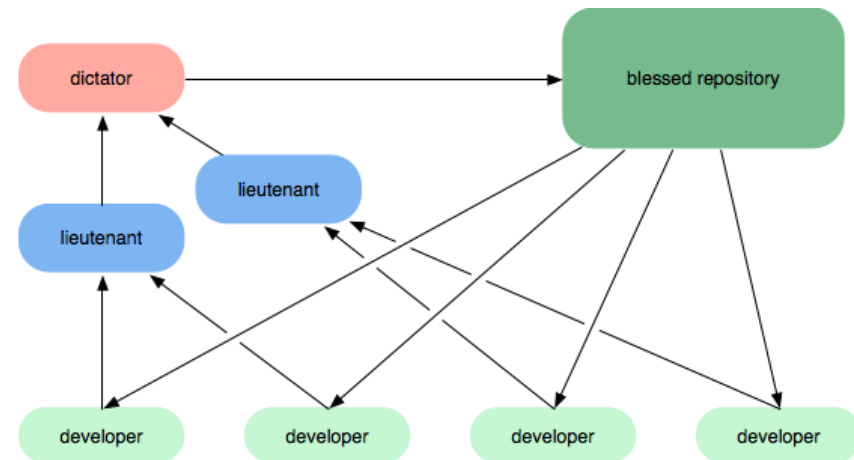 dictator
blessed repository
lieutenant
lieutenant
developer
developer
developer
developer